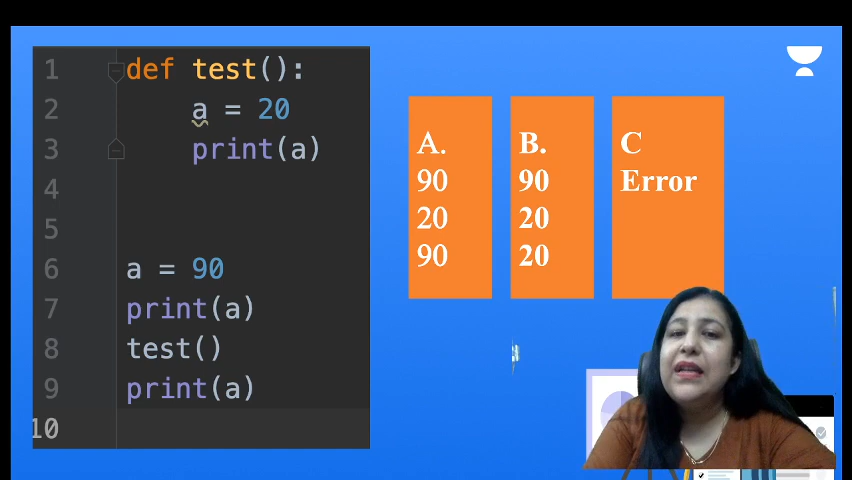 1 def test():
2 a = 20
3 print(a)
4
5
6 a = 90
7 print(a)
8 test()
9 print(a)
10
A.
90
20
90
B.
90
20
20
C
Error